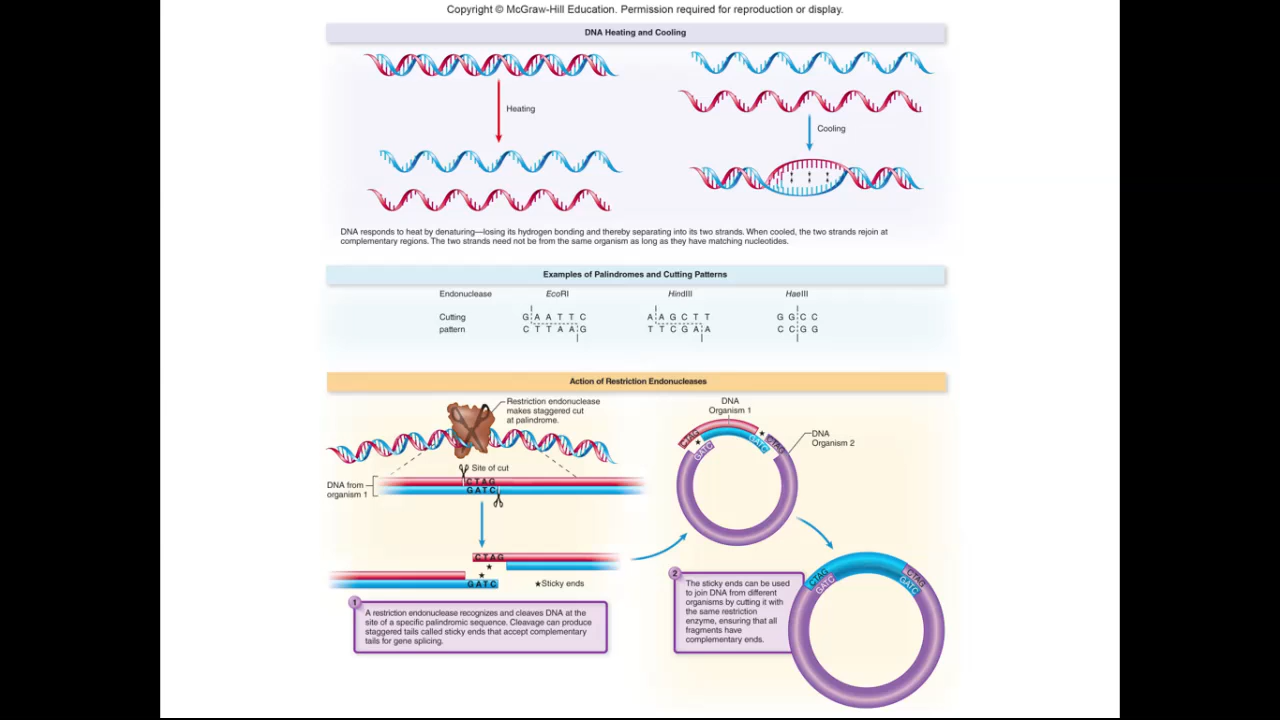 Copyright © McGraw-Hill Education. Permission required for reproduction or display.
DNA Heating and Cooling
Heating
Cooling
DNA responds to heat by denaturing—losing its hydrogen bonding and thereby separating into its two strands. When cooled, the two strands rejoin at
complementary regions. The two strands need not be from the same organism as long as they have matching nucleotides.
Examples of Palindromes and Cutting Patterns
Endonuclease EcoRI HindIII HaeIII
Cutting G A A T T C A A G C T T G G C C
pattern C T T A A G T T C G A A C C G G
Action of Restriction Endonucleases
Restriction endonuclease
makes staggered cut
at palindrome.
Site of cut
DNA from
organism 1
C T A G
G A T C
C T A G
G A T C
★Sticky ends
1
A restriction endonuclease recognizes and cleaves DNA at the
site of a specific palindromic sequence. Cleavage can produce
staggered tails called sticky ends that accept complementary
tails for gene splicing.
DNA
Organism 1
DNA
Organism 2
CTAG
GATC
CTAG
GATC
2
The sticky ends can be used
to join DNA from different
organisms by cutting it with
the same restriction
enzyme, ensuring that all
fragments have
complementary ends.
CTAG
GATC
CTAG
GATC